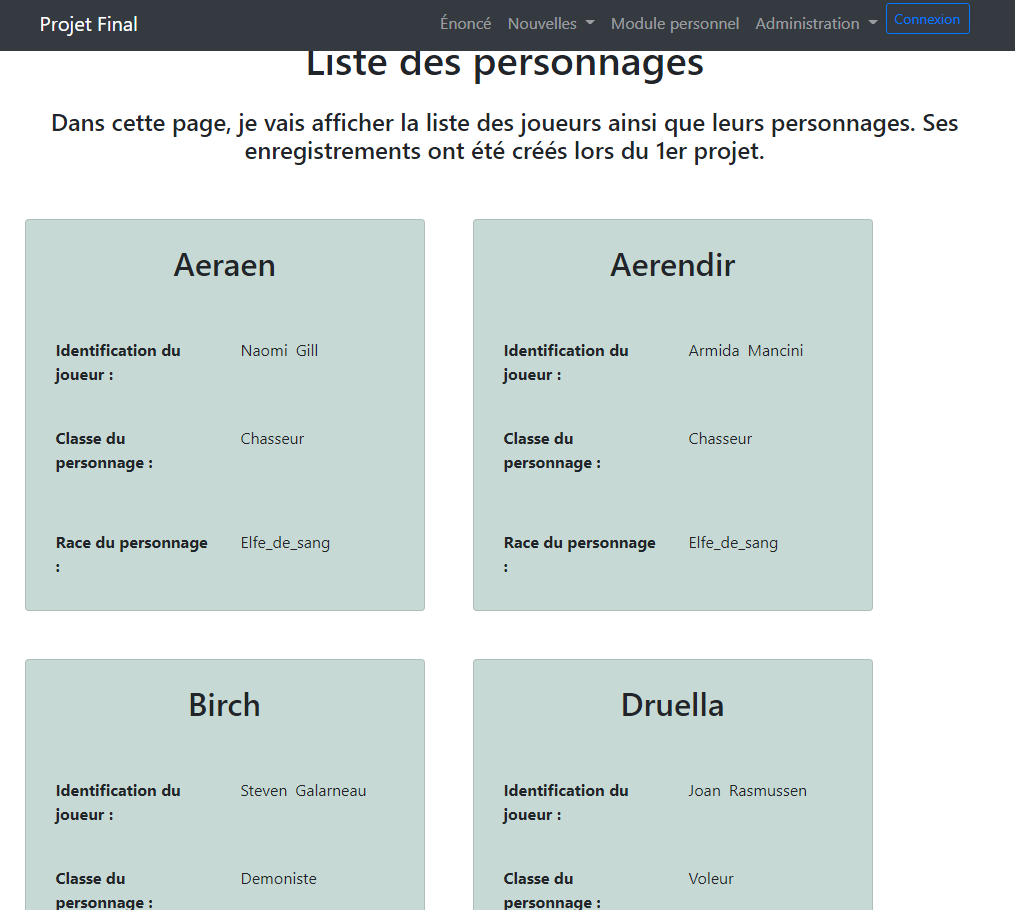 Projet Final Énoncé Nouvelles Module personnel Administration Connexion
Liste des personnages
Dans cette page, je vais afficher la liste des joueurs ainsi que leurs personnages. Ses
enregistrements ont été créés lors du 1er projet.
Aeraen
Identification du Naomi Gill
joueur :
Classe du Chasseur
personnage :
Race du personnage Elfe_de_sang
:
Aerendir
Identification du Armida Mancini
joueur :
Classe du Chasseur
personnage :
Race du personnage Elfe_de_sang
:
Birch
Identification du Steven Galarneau
joueur :
Classe du Demoniste
personnage :
Druella
Identification du Joan Rasmussen
joueur :
Classe du Voleur
personnage :